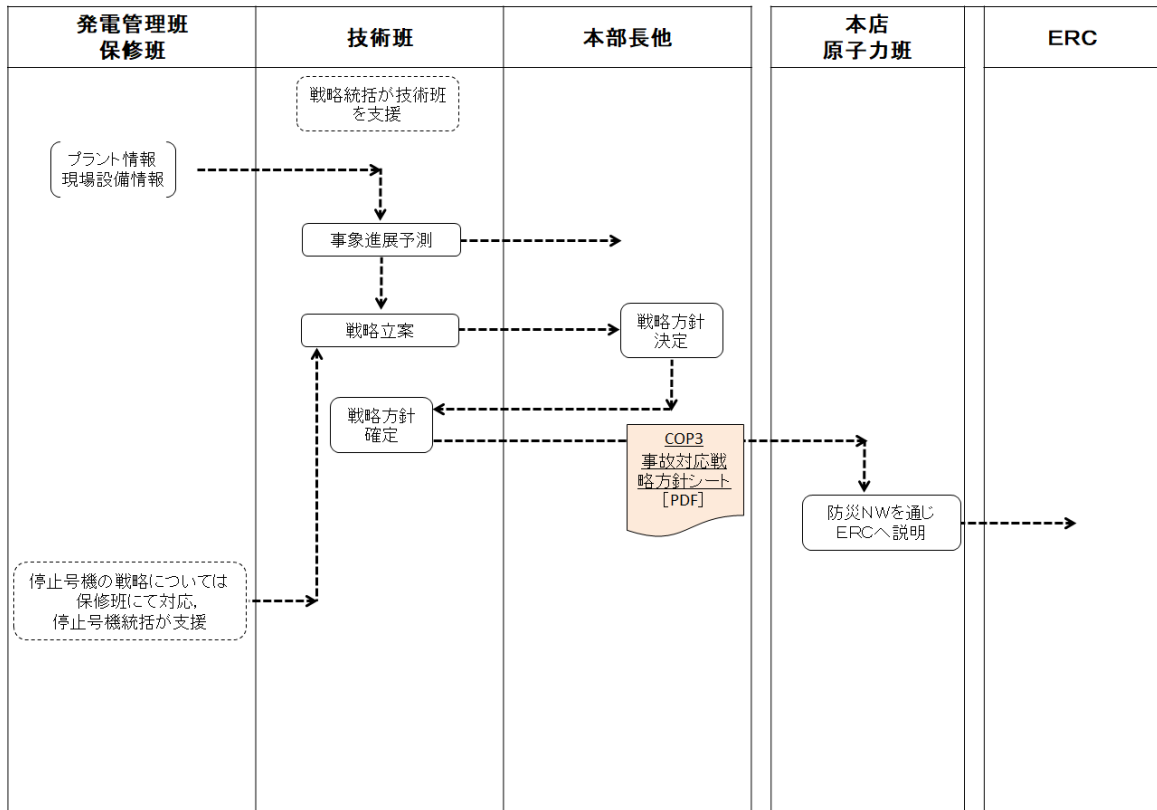 発電管理班
保修班
技術班
本部長他
本店
原子力班
ERC
戦略統括が技術班
を支援
プラント情報
現場設備情報
事象進展予測
戦略立案
戦略方針
決定
戦略方針
確定
COP3
事故対応戦
略方針シート
［PDF］
防災NWを通じ
ERCへ説明
停止号機の戦略については
保修班にて対応，
停止号機統括が支援